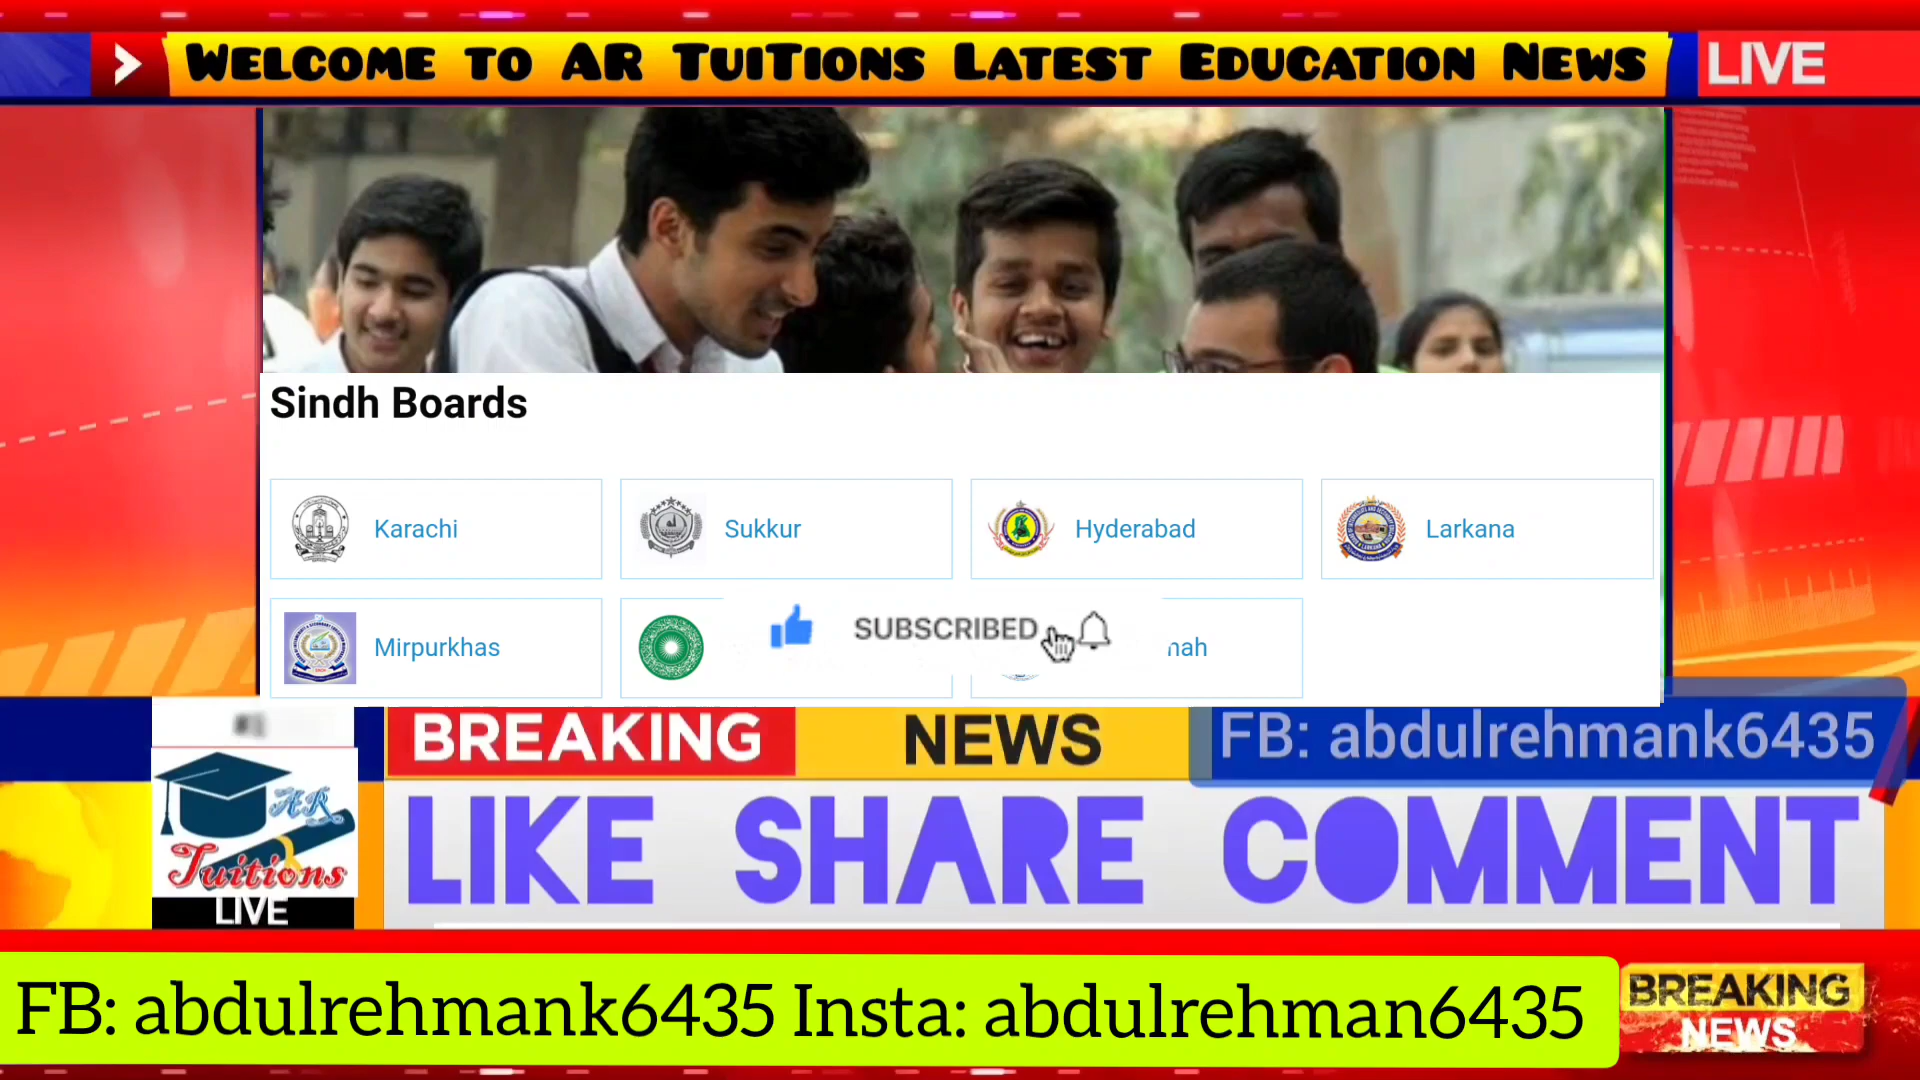 WELCOME TO AR TUITIONS LATEST EDUCATION NEWS
LIVE
Sindh Boards
Karachi
Sukkur
Hyderabad
Larkana
Mirpurkhas
SUBSCRIBED
BREAKING
NEWS
FB: abdulrehmank6435
AR
Tuitions
LIVE
LIKE SHARE COMMENT
FB: abdulrehmank6435 Insta: abdulrehman6435
BREAKING
NEWS